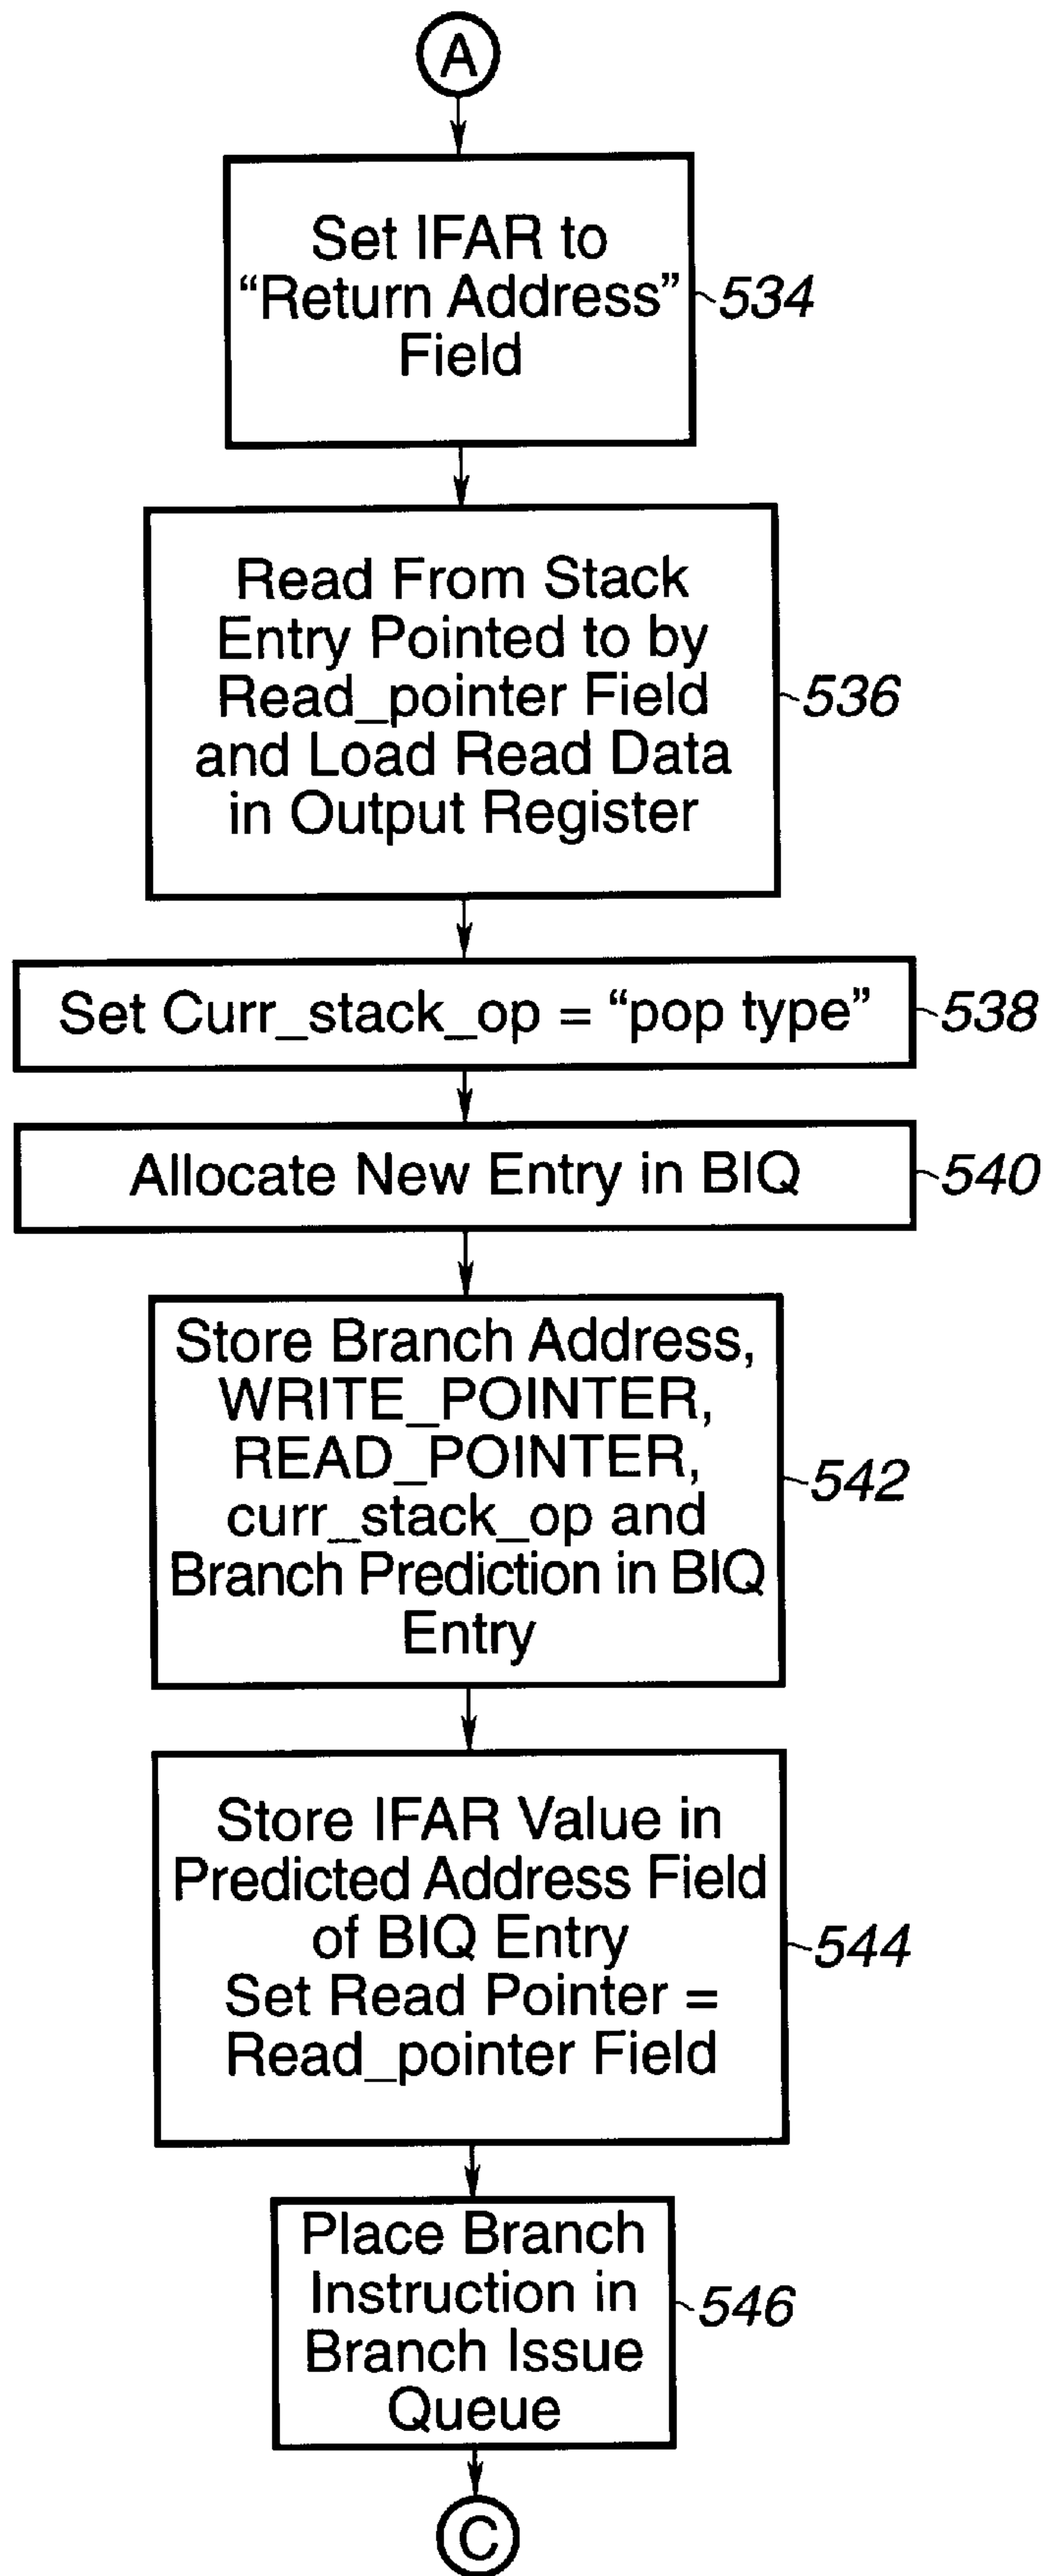 A
Set IFAR to
“Return Address”
Field
534
Read From Stack
Entry Pointed to by
Read_pointer Field
and Load Read Data
in Output Register
536
Set Curr_stack_op = “pop type”
538
Allocate New Entry in BIQ
540
Store Branch Address,
WRITE_POINTER,
READ_POINTER,
curr_stack_op and
Branch Prediction in BIQ
Entry
542
Store IFAR Value in
Predicted Address Field
of BIQ Entry
Set Read Pointer =
Read_pointer Field
544
Place Branch
Instruction in
Branch Issue
Queue
546
C